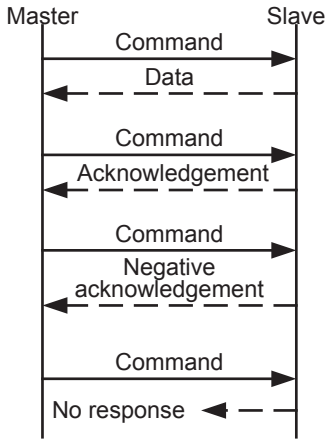 Master Slave
Command
Data
Command
Acknowledgement
Command
Negative
acknowledgement
Command
No response